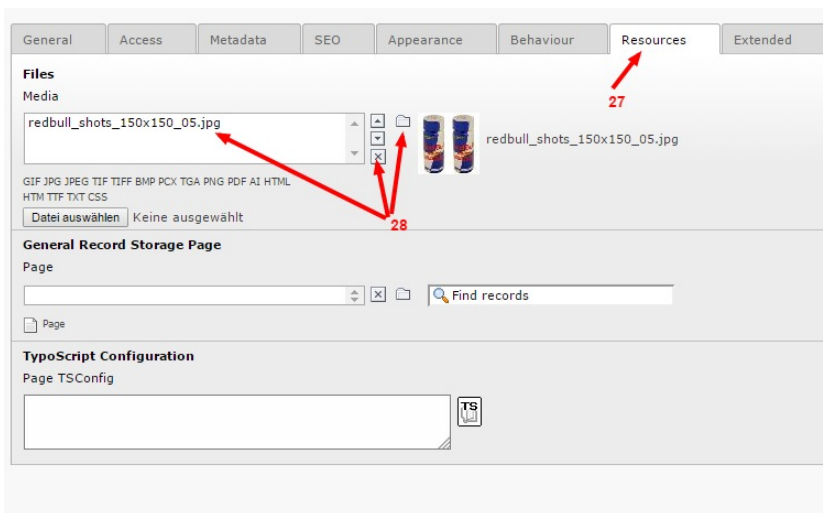 General Access Metadata SEO Appearance Behaviour Resources Extended
Files
27
Media
redbull_shots_150x150_05.jpg
redbull_shots_150x150_05.jpg
GIF JPG JPEG TIF TIFF BMP PCX TGA PNG PDF AI HTML
HTM TTF TXT CSS
Datei auswählen Keine ausgewählt
28
General Record Storage Page
Page
Find records
Page
TypoScript Configuration
Page TSConfig
TS